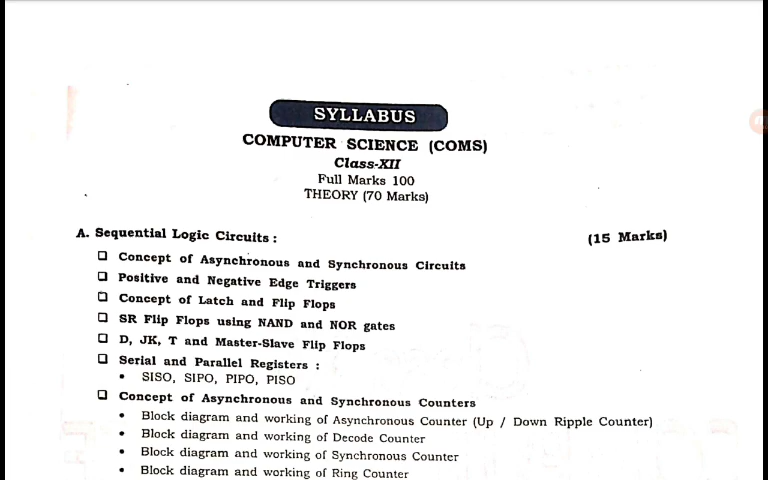 SYLLABUS
COMPUTER SCIENCE (COMS)
Class-XII
Full Marks 100
THEORY (70 Marks)
A. Sequential Logic Circuits : (15 Marks)
❑ Concept of Asynchronous and Synchronous Circuits
❑ Positive and Negative Edge Triggers
❑ Concept of Latch and Flip Flops
❑ SR Flip Flops using NAND and NOR gates
❑ D, JK, T and Master-Slave Flip Flops
❑ Serial and Parallel Registers :
• SISO, SIPO, PIPO, PISO
❑ Concept of Asynchronous and Synchronous Counters
• Block diagram and working of Asynchronous Counter (Up / Down Ripple Counter)
• Block diagram and working of Decode Counter
• Block diagram and working of Synchronous Counter
• Block diagram and working of Ring Counter